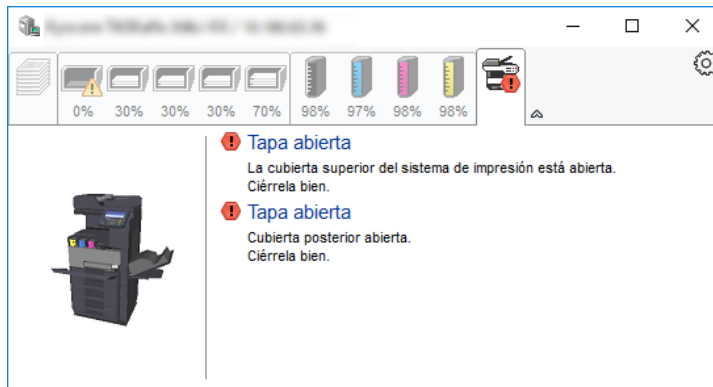 0% 30% 30% 30% 70% 98% 97% 98% 98%
Tapa abierta
La cubierta superior del sistema de impresión está abierta.
Ciérrela bien.
Tapa abierta
Cubierta posterior abierta.
Ciérrela bien.